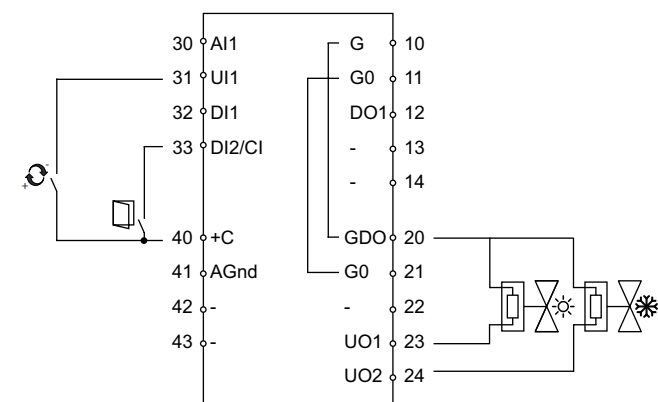 30 AI1 G 10
31 UI1 G0 11
32 DI1 DO1 12
33 DI2/CI - 13
- 14
- +
40 +C GDO 20
41 AGnd G0 21
42 - - 22
43 - UO1 23
UO2 24